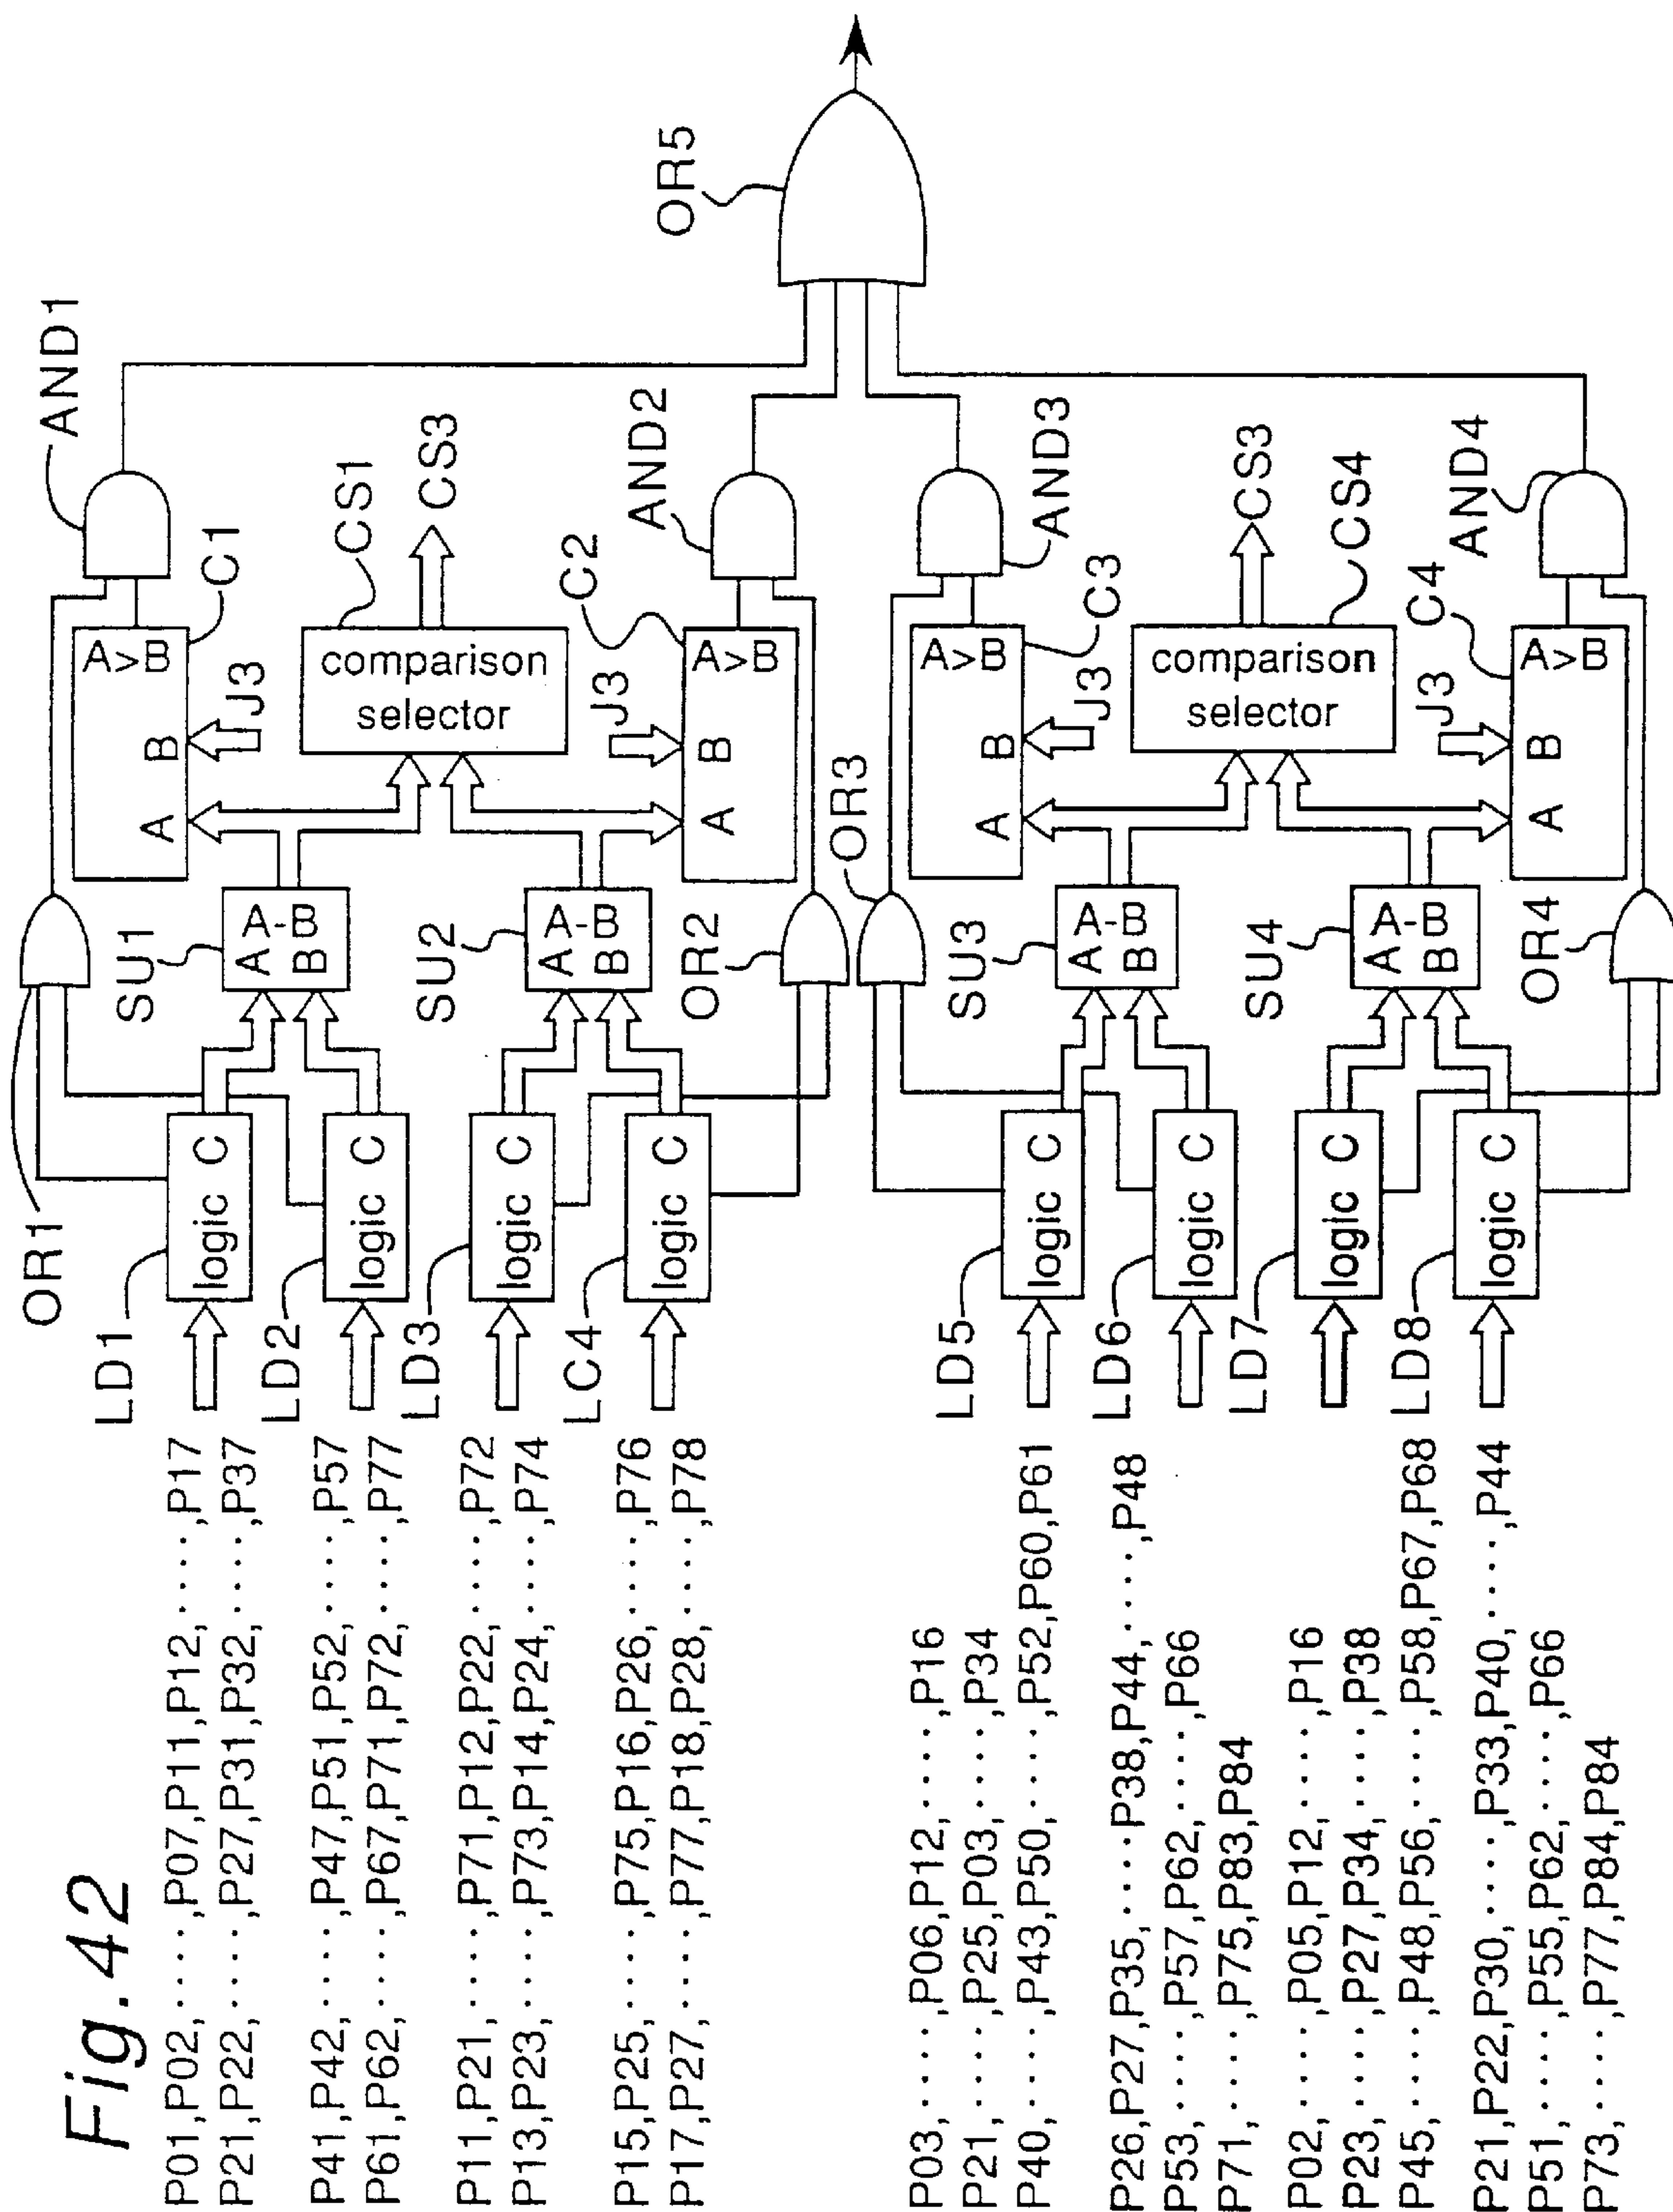 Fig.42
P01,P02,·····,P07,P11,P12,·····,P17
P21,P22,·····,P27,P31,P32,·····,P37
P41,P42,·····,P47,P51,P52,·····,P57
P61,P62,·····,P67,P71,P72,·····,P77
P11,P21,·····,P71,P12,P22,·····,P72
P13,P23,·····,P73,P14,P24,·····,P74
P15,P25,·····,P75,P16,P26,·····,P76
P17,P27,·····,P77,P18,P28,·····,P78
P03,·····,P06,P12,·····,P16
P21,·····,P25,P03,·····,P34
P40,·····,P43,P50,·····,P52,P60,P61
P26,P27,P35,·····P38,P44,·····,P48
P53,·····,P57,P62,·····,P66
P71,·····,P75,P83,P84
P02,·····,P05,P12,·····,P16
P23,·····,P27,P34,·····,P38
P45,·····,P48,P56,·····,P58,P67,P68
P21,P22,P30,·····,P33,P40,·····,P44
P51,·····,P55,P62,·····,P66
P73,·····,P77,P84,P84
LD1
LD2
LD3
LC4
LD5
LD6
LD7
LD8
logic C
logic C
logic C
logic C
logic C
logic C
logic C
logic C
OR1
SU1
A-B
A B
SU2
A-B
A B
OR2
OR3
SU3
A-B
A B
SU4
A-B
A B
OR4
A B
A>B
C1
J3
comparison
selector
CS1
CS3
J3
A B
A>B
C2
A B
A>B
C3
J3
comparison
selector
CS4
CS3
J3
A B
A>B
C4
AND1
AND2
AND3
AND4
OR5